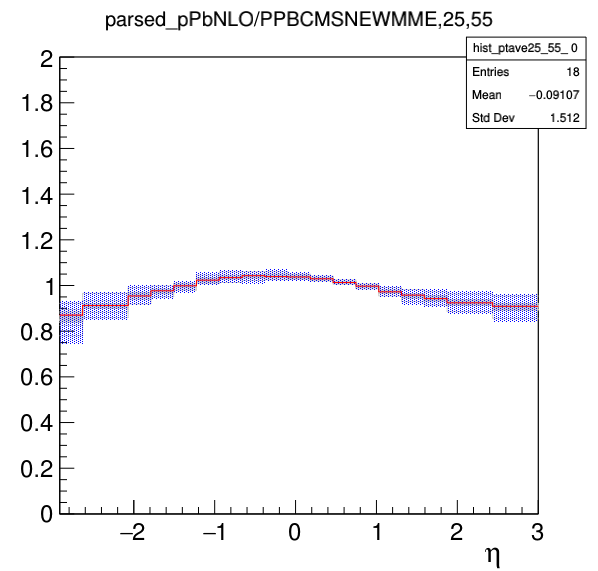 parsed_pPbNLO/PPBCMSNEWMME,25,55
hist_ptave25_55_ 0
Entries 18
Mean −0.09107
Std Dev 1.512
2
1.8
1.6
1.4
1.2
1
0.8
0.6
0.4
0.2
0
−2 −1 0 1 2 3
η